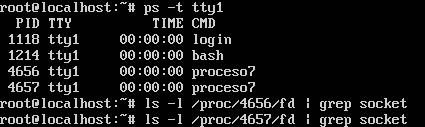 root@localhost:~# ps -t tty1
  PID TTY          TIME CMD
 1118 tty1     00:00:00 login
 1214 tty1     00:00:00 bash
 4656 tty1     00:00:00 proceso7
 4657 tty1     00:00:00 proceso7
root@localhost:~# ls -l /proc/4656/fd | grep socket
root@localhost:~# ls -l /proc/4657/fd | grep socket